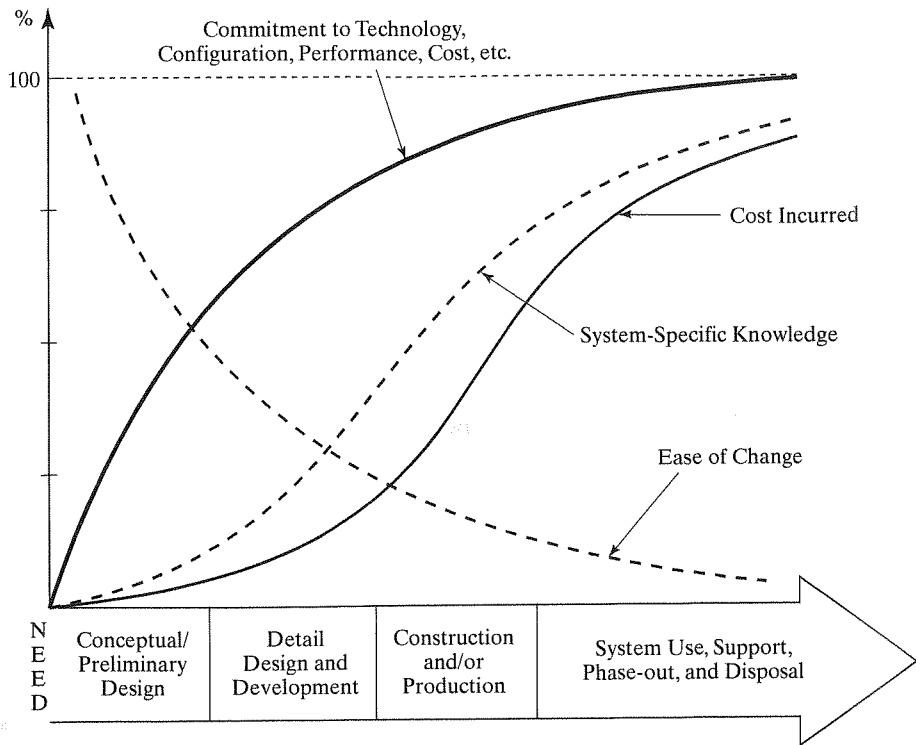 %
Commitment to Technology,
Configuration, Performance, Cost, etc.
100
Cost Incurred
System-Specific Knowledge
Ease of Change
NEED
Conceptual/
Preliminary
Design
Detail
Design and
Development
Construction
and/or
Production
System Use, Support,
Phase-out, and Disposal